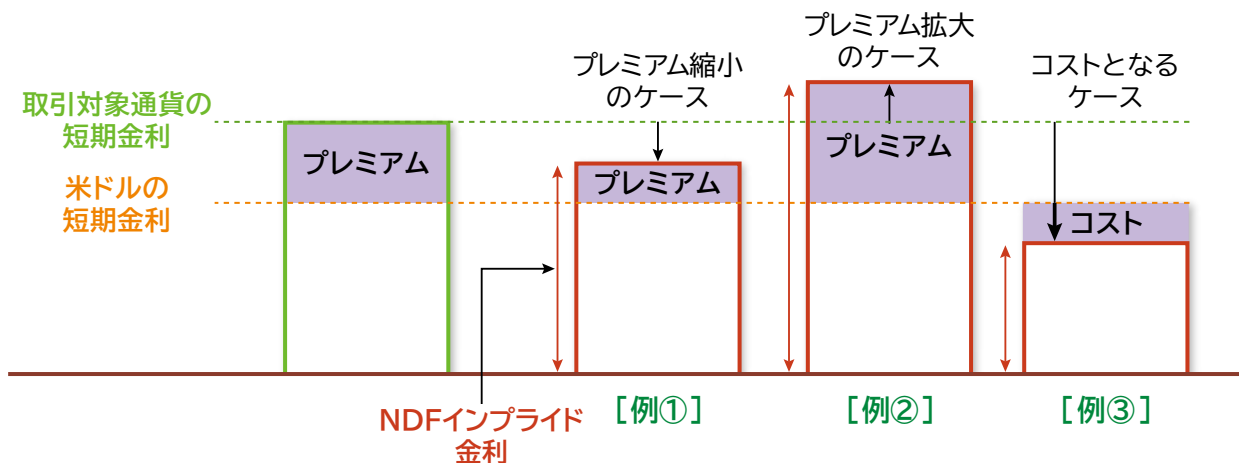 取引対象通貨の
短期金利
米ドルの
短期金利
プレミアム
プレミアム縮小
のケース
プレミアム
プレミアム拡大
のケース
プレミアム
コストとなる
ケース
コスト
NDFインプライド
金利
[例①]
[例②]
[例③]